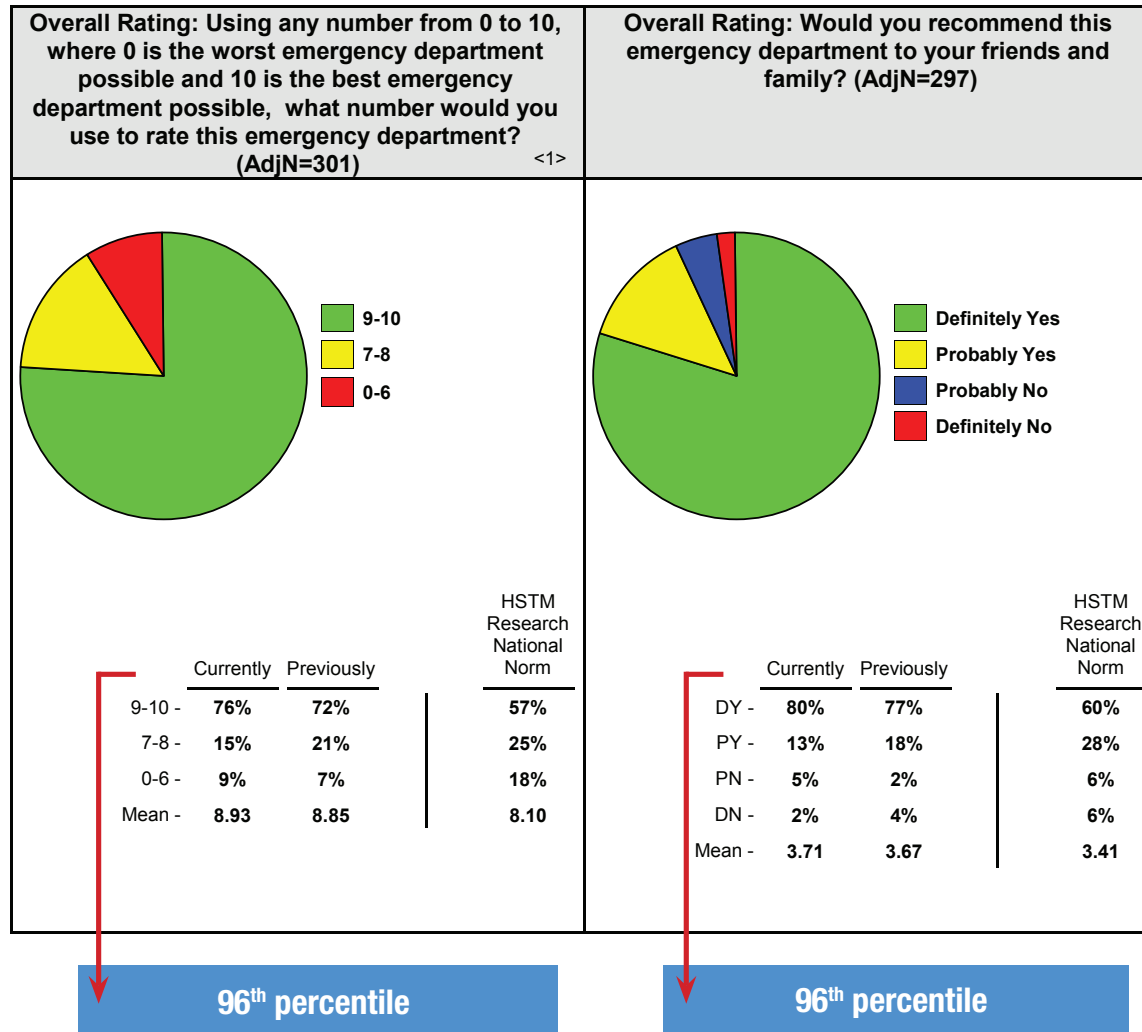 Overall Rating: Using any number from 0 to 10,
where 0 is the worst emergency department
possible and 10 is the best emergency
department possible, what number would you
use to rate this emergency department?
(AdjN=301) <1>
9-10
7-8
0-6
HSTM
Research
National
Norm
Currently Previously
9-10 - 76% 72% 57%
7-8 - 15% 21% 25%
0-6 - 9% 7% 18%
Mean - 8.93 8.85 8.10
96th percentile
Overall Rating: Would you recommend this
emergency department to your friends and
family? (AdjN=297)
Definitely Yes
Probably Yes
Probably No
Definitely No
HSTM
Research
National
Norm
Currently Previously
DY - 80% 77% 60%
PY - 13% 18% 28%
PN - 5% 2% 6%
DN - 2% 4% 6%
Mean - 3.71 3.67 3.41
96th percentile